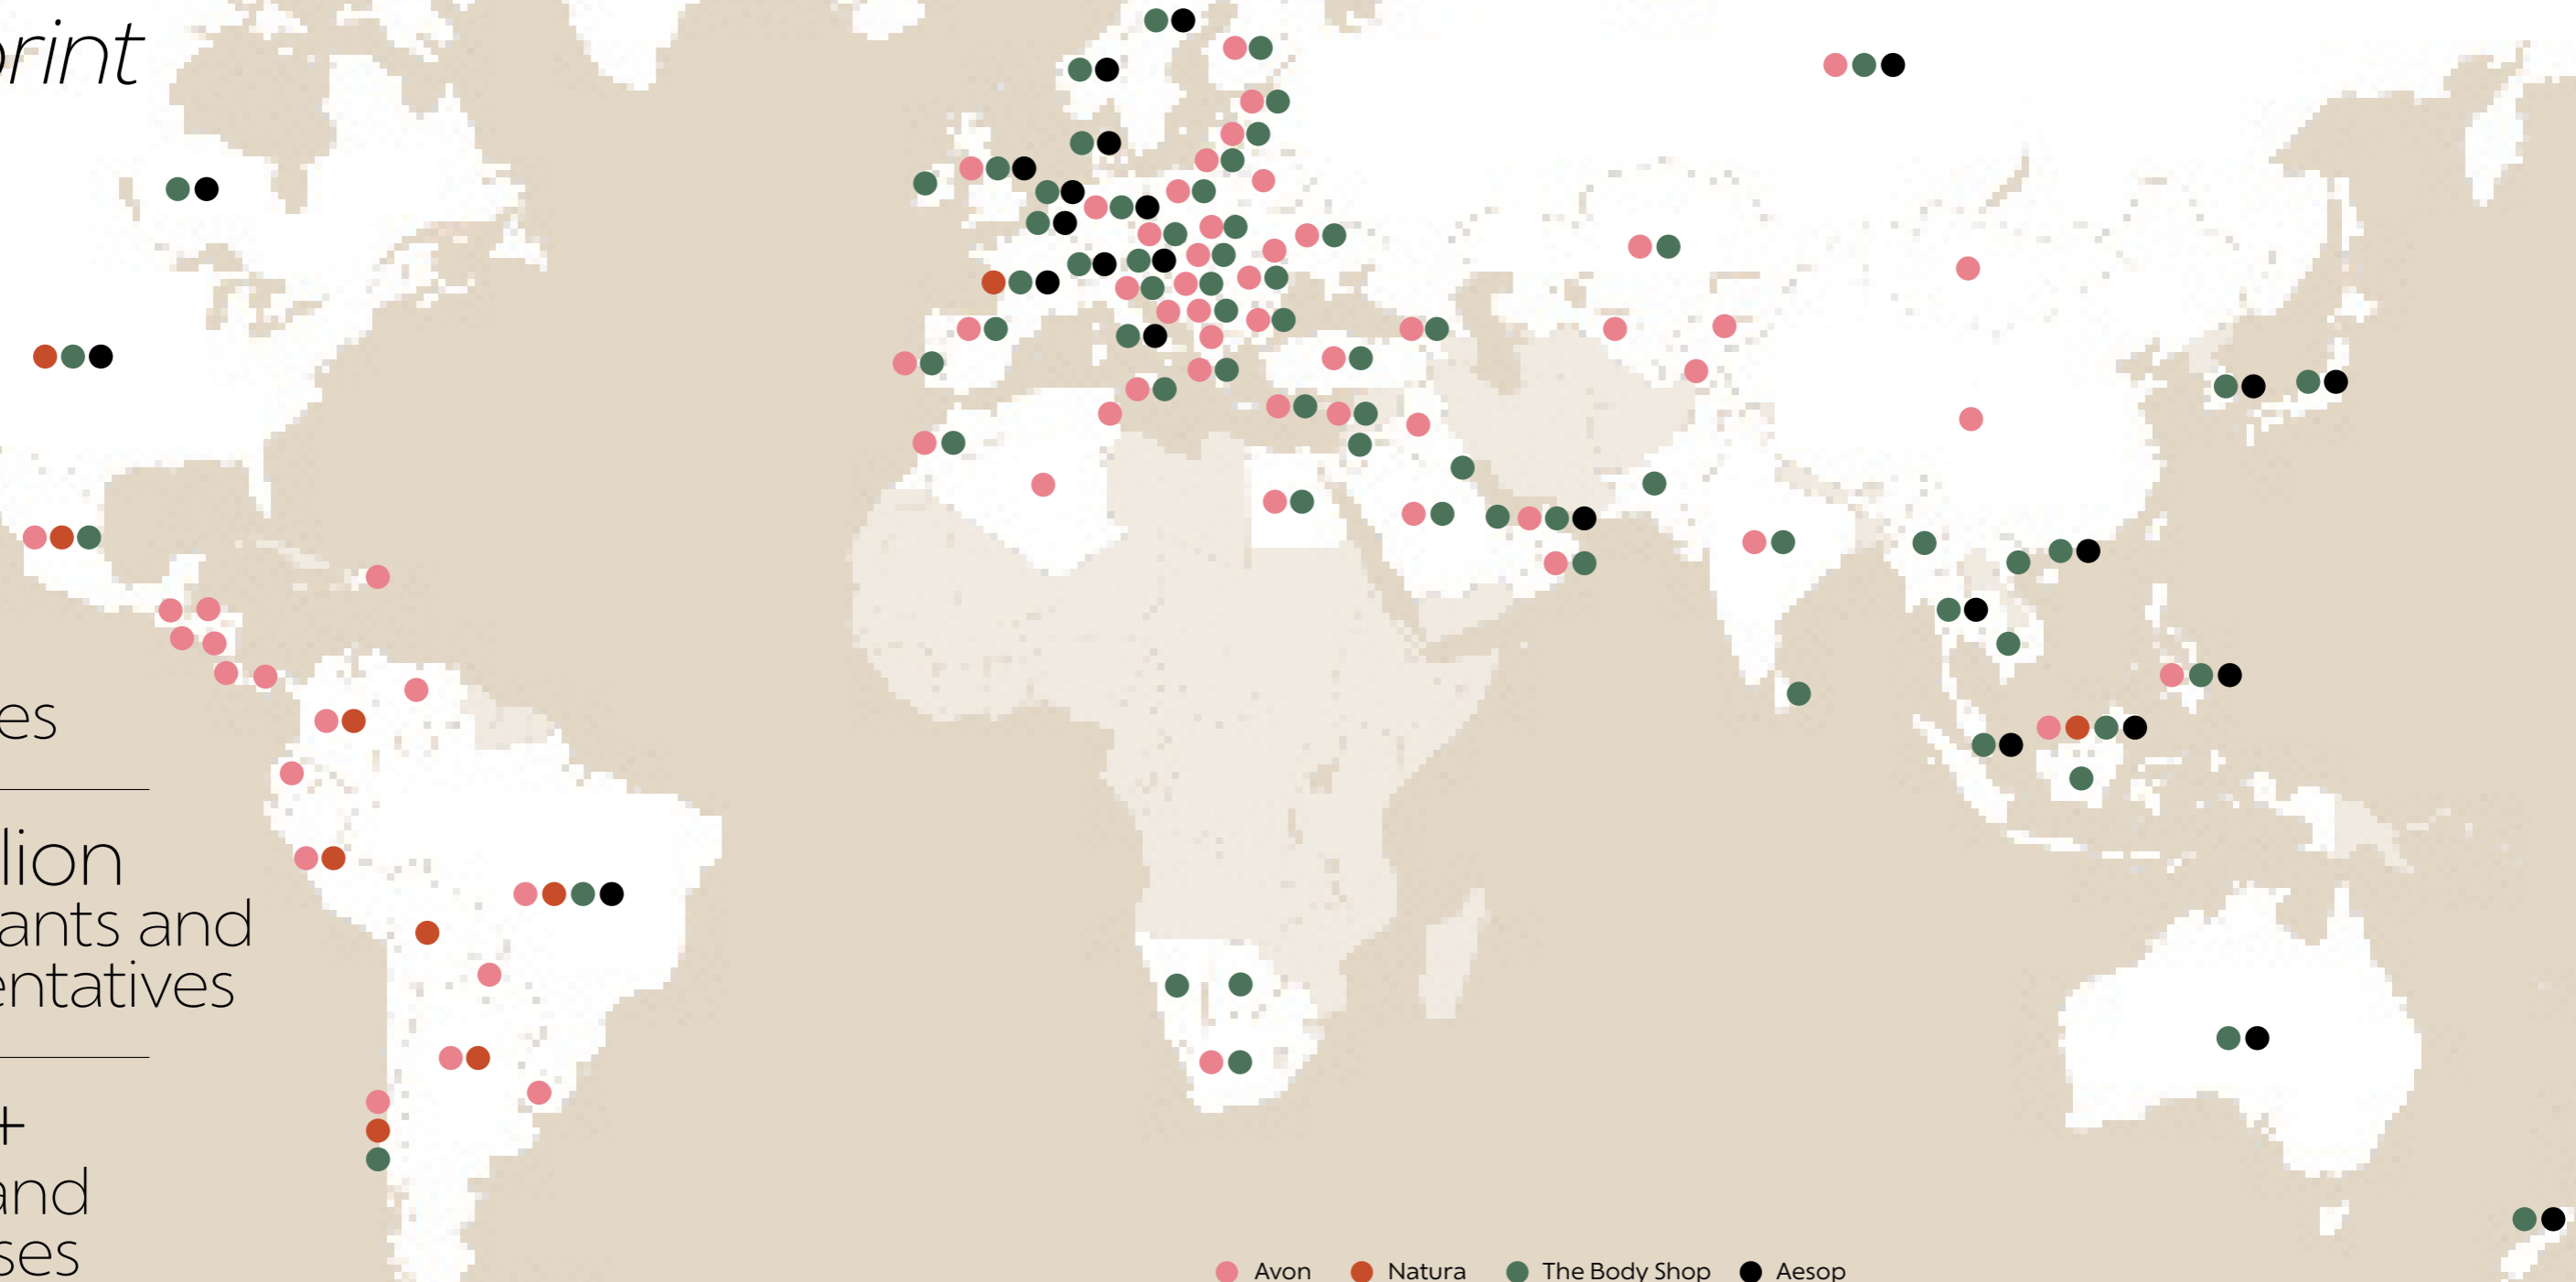 print
es
lion
ants and
entatives
+
and
ses
Avon Natura The Body Shop Aesop